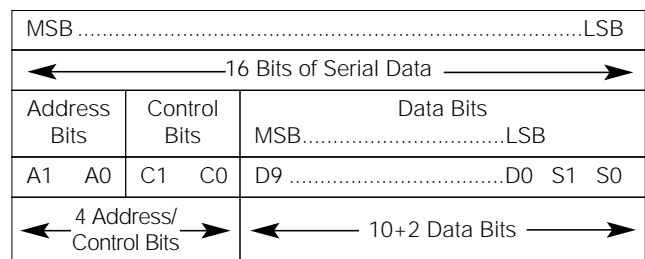 MSB..........................................................................LSB
16 Bits of Serial Data
Address Bits
Control Bits
Data Bits
MSB...............................LSB
A1 A0 C1 C0 D9 .................................D0 S1 S0
4 Address/
Control Bits
10+2 Data Bits